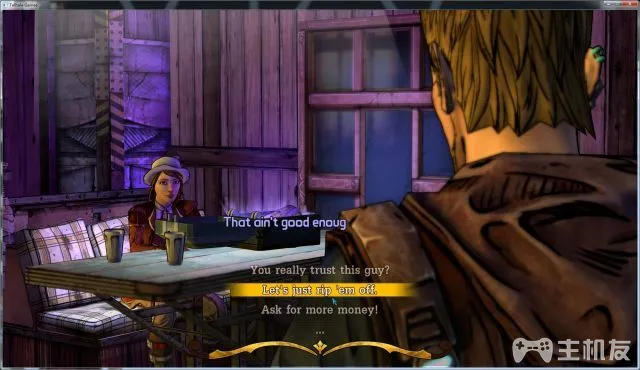 Telltale Games
That ain't good enoug
You really trust this guy?
Let's just rip 'em off.
Ask for more money!
...
主机友